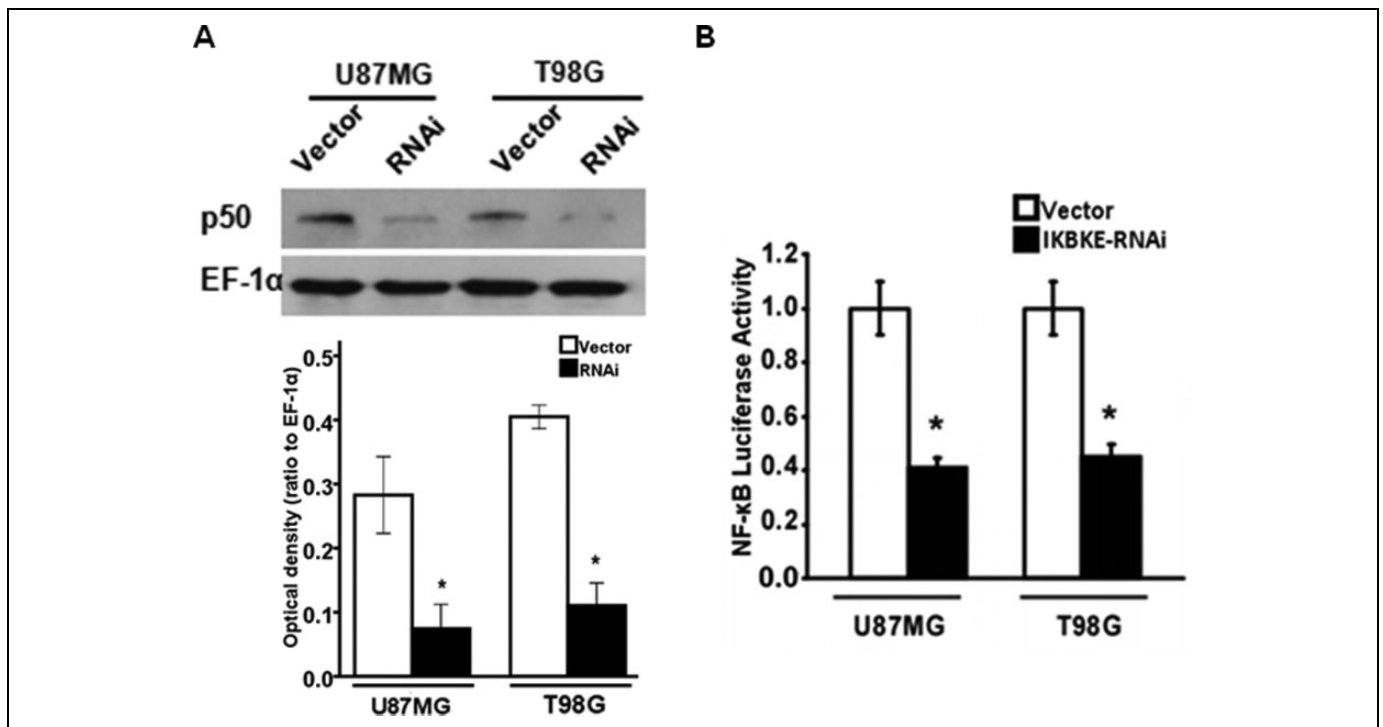 A
U87MG T98G
Vector RNAi Vector RNAi
p50
EF-1α
Optical density (ratio to EF-1α)
0.5
0.4
0.3
0.2
0.1
0.0
Vector
RNAi
*
*
U87MG T98G
B
Vector
IKBKE-RNAi
NF-κB Luciferase Activity
1.2
1.0
0.8
0.6
0.4
0.2
0.0
*
*
U87MG T98G